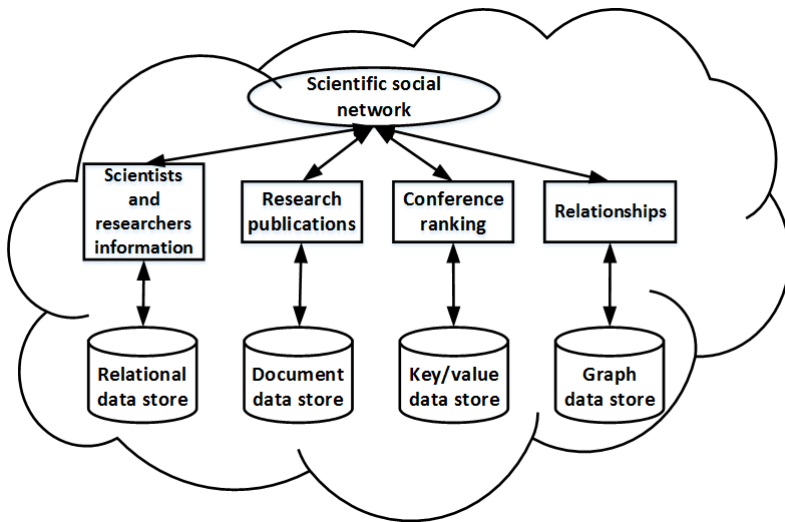 Scientific social
network
Scientists
and
researchers
information
Research
publications
Conference
ranking
Relationships
Relational
data store
Document
data store
Key/value
data store
Graph
data store